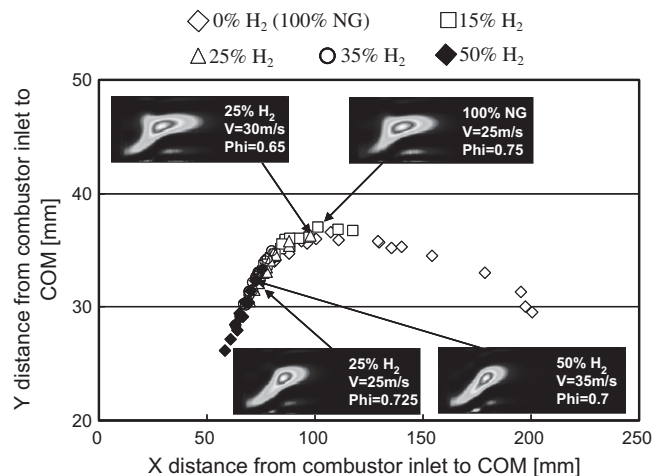 0% H₂ (100% NG) 15% H₂
25% H₂ 35% H₂ 50% H₂
Y distance from combustor inlet to
COM [mm]
50
40
30
20
25% H₂
V=30m/s
Phi=0.65
100% NG
V=25m/s
Phi=0.75
25% H₂
V=25m/s
Phi=0.725
50% H₂
V=35m/s
Phi=0.7
0 50 100 150 200 250
X distance from combustor inlet to COM [mm]